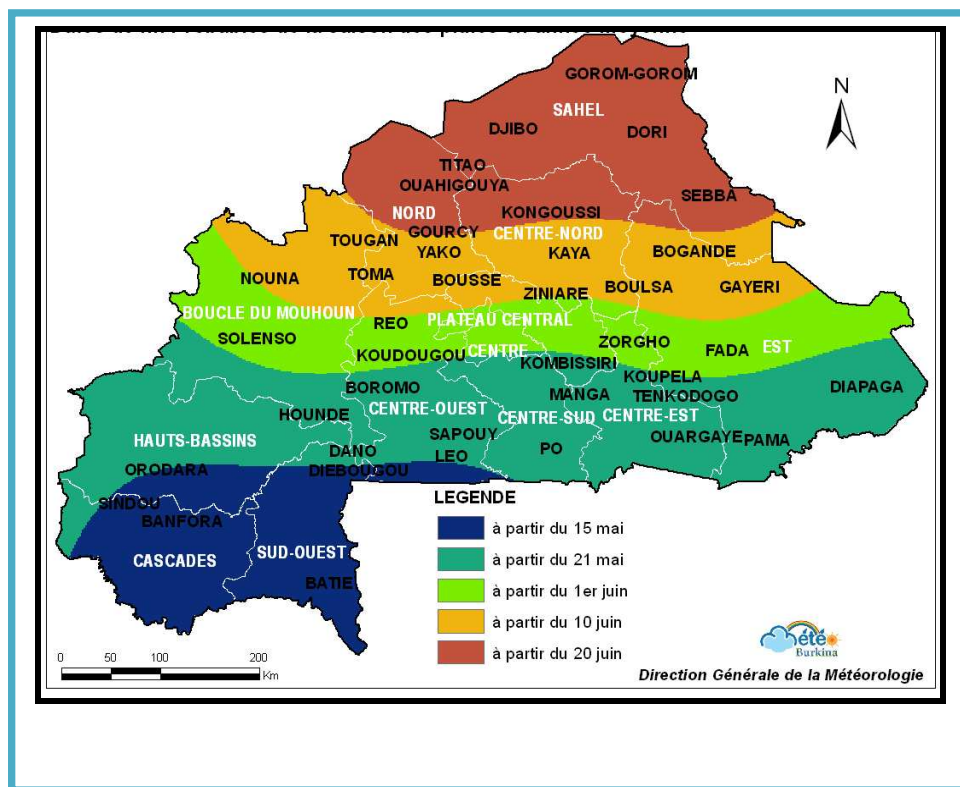 N
GOROM-GOROM
SAHEL
DJIBO
DORI
TITAO
OUAHIGOUYA
SEBBA
NORD
KONGOUSSI
GOURCY
CENTRE-NORD
TOUGAN
YAKO
KAYA
BOGANDE
NOUNA
TOMA
BOUSSE
ZINIARE
BOULSA
GAYERI
BOUCLE DU MOUHOUN
REO
PLATEAU CENTRAL
SOLENSO
KOUDOUGOU
CENTRE
ZORGHO
FADA
EST
KOMBISSIRI
KOUPELA
BOROMO
MANGA
TENKODOGO
DIAPAGA
HOUNDE
CENTRE-OUEST
CENTRE-SUD
CENTRE-EST
HAUTS-BASSINS
SAPOUY
OUARGAYE
PAMA
DANO
LEO
PO
ORODARA
DIEBOUGOU
SINDOU
BANFORA
CASCADES
SUD-OUEST
BATIE
LEGENDE
à partir du 15 mai
à partir du 21 mai
à partir du 1er juin
à partir du 10 juin
à partir du 20 juin
0 50 100 200
Km
Météo
Burkina
Direction Générale de la Météorologie